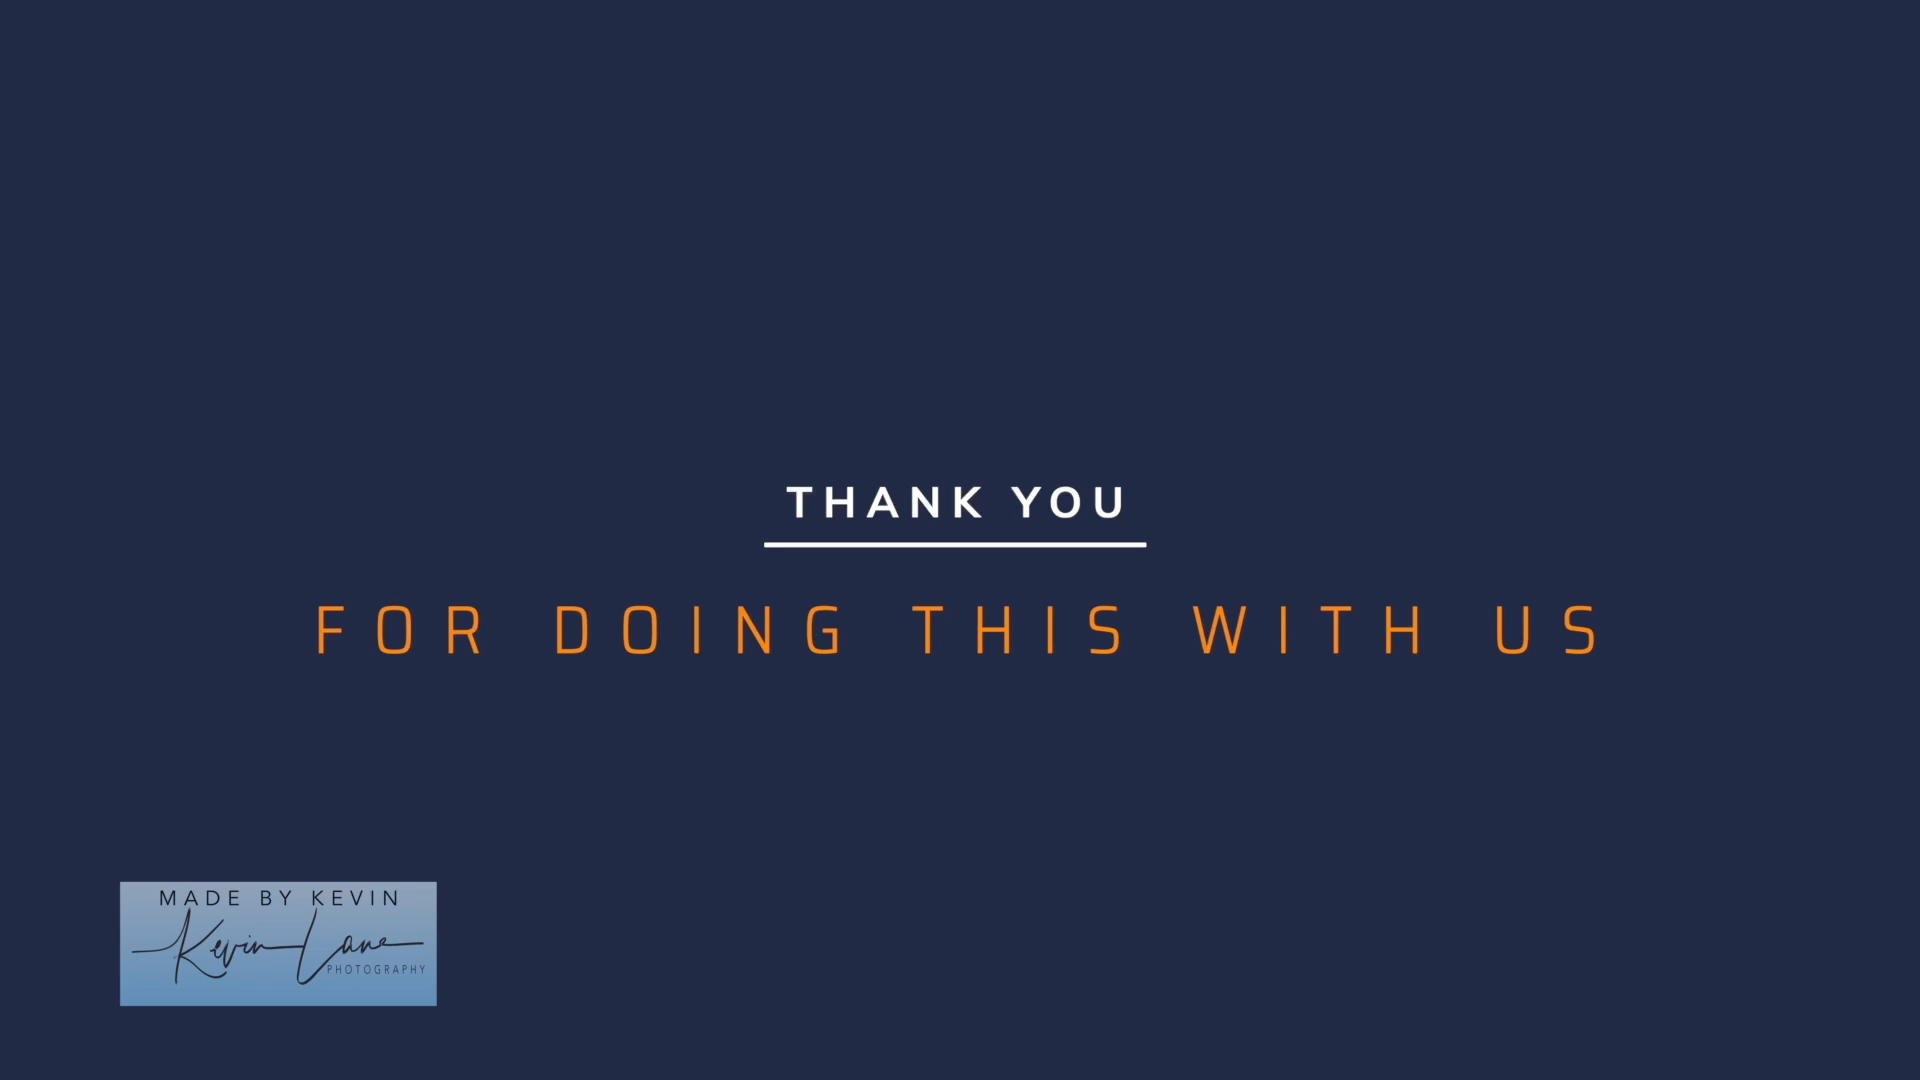 THANK YOU
FOR DOING THIS WITH US
MADE BY KEVIN
Kevin Lane
PHOTOGRAPHY